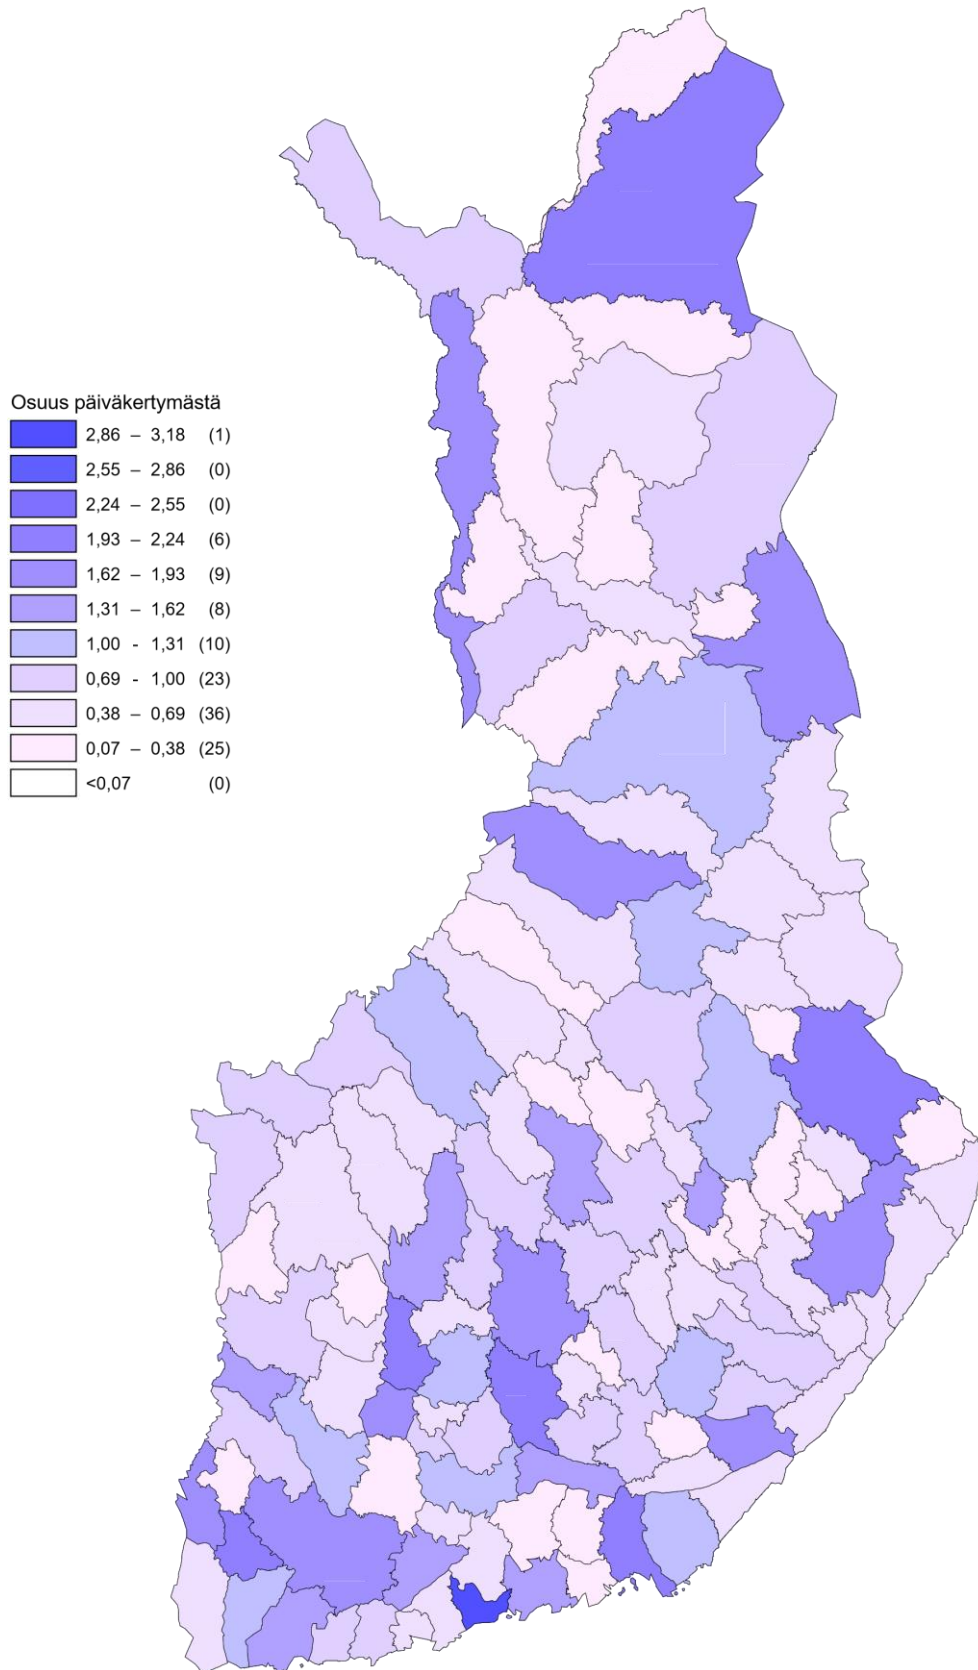 Osuus päiväkertymästä
2,86 – 3,18 (1)
2,55 – 2,86 (0)
2,24 – 2,55 (0)
1,93 – 2,24 (6)
1,62 – 1,93 (9)
1,31 – 1,62 (8)
1,00 - 1,31 (10)
0,69 - 1,00 (23)
0,38 – 0,69 (36)
0,07 – 0,38 (25)
<0,07 (0)